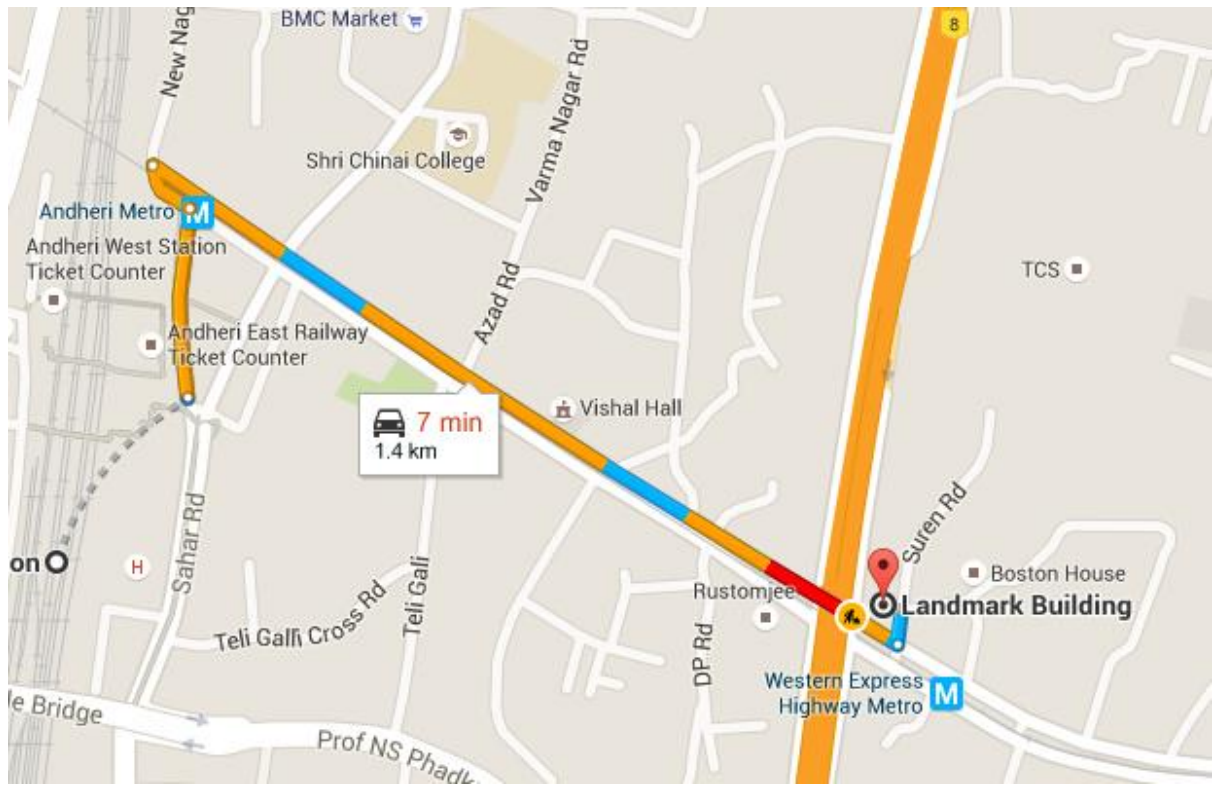 BMC Market
8
New Nag
Varma Nagar Rd
Shri Chinai College
Andheri Metro
M
Andheri West Station
Ticket Counter
TCS
Azad Rd
Andheri East Railway
Ticket Counter
Vishal Hall
7 min
1.4 km
Sahar Rd
Suren Rd
on
H
Teli Gali
Boston House
Rustomjee
Landmark Building
Teli Galli Cross Rd
DP Rd
Western Express
Highway Metro
M
le Bridge
Prof NS Phadk